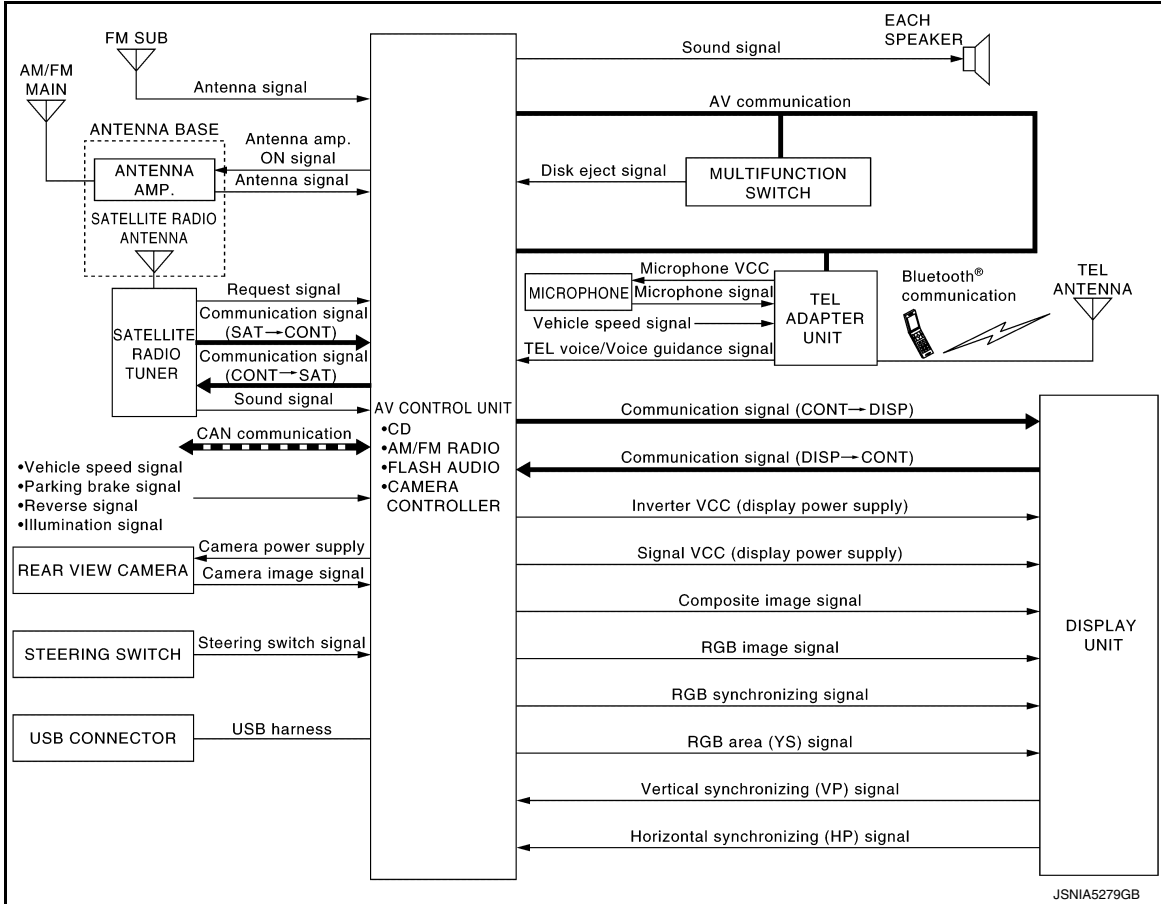 FM SUB
AM/FM
MAIN
Antenna signal
ANTENNA BASE
Antenna amp.
ON signal
ANTENNA
AMP.
Antenna signal
SATELLITE RADIO
ANTENNA
Request signal
Communication signal
(SAT→CONT)
SATELLITE
RADIO
TUNER
Communication signal
(CONT→SAT)
Sound signal
CAN communication
•Vehicle speed signal
•Parking brake signal
•Reverse signal
•Illumination signal
REAR VIEW CAMERA
Camera power supply
Camera image signal
STEERING SWITCH
Steering switch signal
USB CONNECTOR
USB harness
AV CONTROL UNIT
•CD
•AM/FM RADIO
•FLASH AUDIO
•CAMERA
CONTROLLER
Sound signal
EACH
SPEAKER
AV communication
Disk eject signal
MULTIFUNCTION
SWITCH
MICROPHONE
Microphone VCC
Microphone signal
Vehicle speed signal
TEL voice/Voice guidance signal
TEL
ADAPTER
UNIT
Bluetooth®
communication
TEL
ANTENNA
Communication signal (CONT→DISP)
Communication signal (DISP→CONT)
Inverter VCC (display power supply)
Signal VCC (display power supply)
Composite image signal
RGB image signal
RGB synchronizing signal
RGB area (YS) signal
Vertical synchronizing (VP) signal
Horizontal synchronizing (HP) signal
DISPLAY
UNIT
JSNIA5279GB